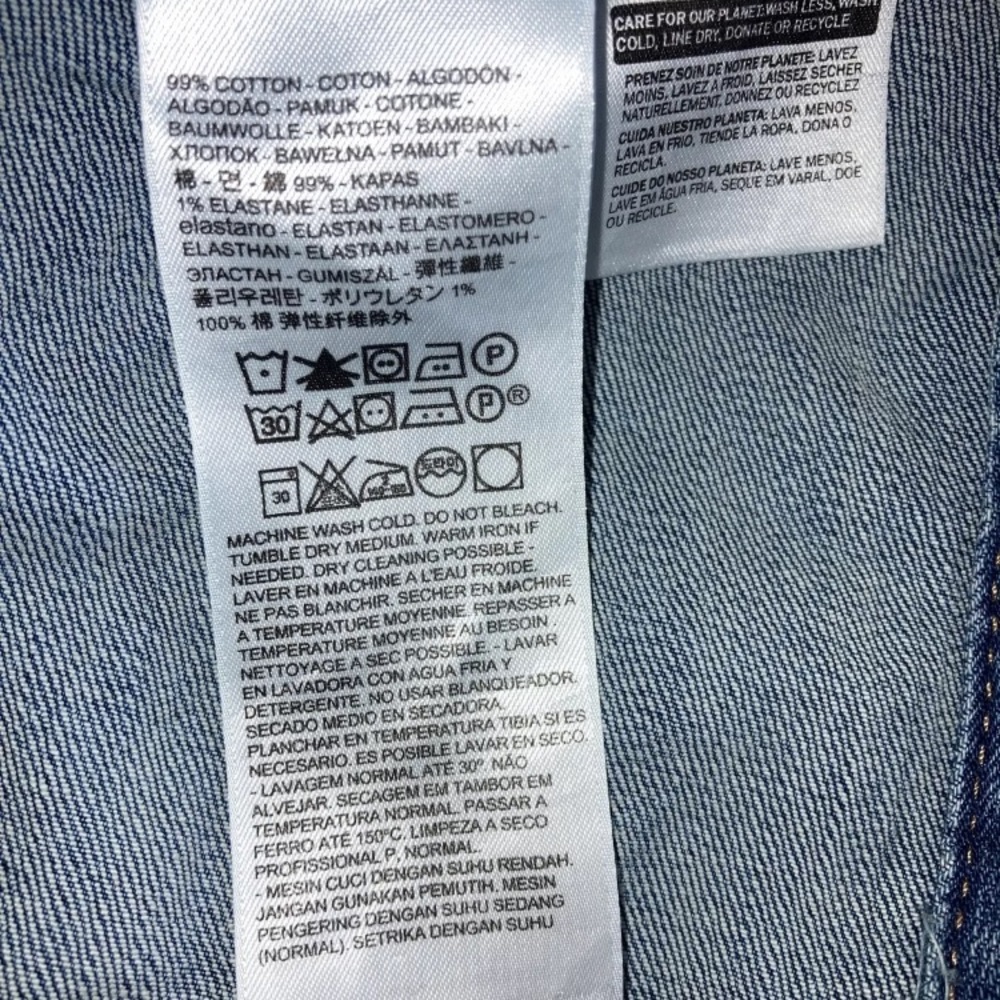 99% COTTON - COTON - ALGODÓN -
ALGODÃO - PAMUK - COTONE -
BAUMWOLLE - KATOEN - BAMBAKI -
ХЛОПОК - BAWEŁNA - PAMUT - BAVLNA -
棉 - 면 - 綿 99% - KAPAS
1% ELASTANE - ELASTHANNE -
elastano - ELASTAN - ELASTOMERO -
ELASTHAN - ELASTAAN - ΕΛΑΣΤΑΝΗ -
ЭЛАСТАН - GUMISZÁL - 彈性纖維 -
폴리우레탄 - ポリウレタン 1%
100% 棉 弹性纤维除外
P
30 P ®
30 드라이
MACHINE WASH COLD. DO NOT BLEACH.
TUMBLE DRY MEDIUM. WARM IRON IF
NEEDED. DRY CLEANING POSSIBLE -
LAVER EN MACHINE A L'EAU FROIDE.
NE PAS BLANCHIR. SECHER EN MACHINE
A TEMPERATURE MOYENNE. REPASSER A
TEMPERATURE MOYENNE AU BESOIN.
NETTOYAGE A SEC POSSIBLE. - LAVAR
EN LAVADORA CON AGUA FRIA Y
DETERGENTE. NO USAR BLANQUEADOR.
SECADO MEDIO EN SECADORA.
PLANCHAR EN TEMPERATURA TIBIA SI ES
NECESARIO. ES POSIBLE LAVAR EN SECO.
- LAVAGEM NORMAL ATÉ 30º. NÃO
ALVEJAR. SECAGEM EM TAMBOR EM
TEMPERATURA NORMAL. PASSAR A
FERRO ATÉ 150°C. LIMPEZA A SECO
PROFISSIONAL P, NORMAL.
- MESIN CUCI DENGAN SUHU RENDAH.
JANGAN GUNAKAN PEMUTIH. MESIN
PENGERING DENGAN SUHU SEDANG
(NORMAL). SETRIKA DENGAN SUHU
CARE FOR OUR PLANET: WASH LESS, WASH
COLD, LINE DRY, DONATE OR RECYCLE
PRENEZ SOIN DE NOTRE PLANETE: LAVEZ
MOINS, LAVEZ À FROID, LAISSEZ SECHER
NATURELLEMENT, DONNEZ OU RECYCLEZ
CUIDA NUESTRO PLANETA: LAVA MENOS,
LAVA EN FRIO, TIENDE LA ROPA, DONA O
RECICLA.
CUIDE DO NOSSO PLANETA: LAVE MENOS,
LAVE EM ÁGUA FRIA, SEQUE EM VARAL, DOE
OU RECICLE.